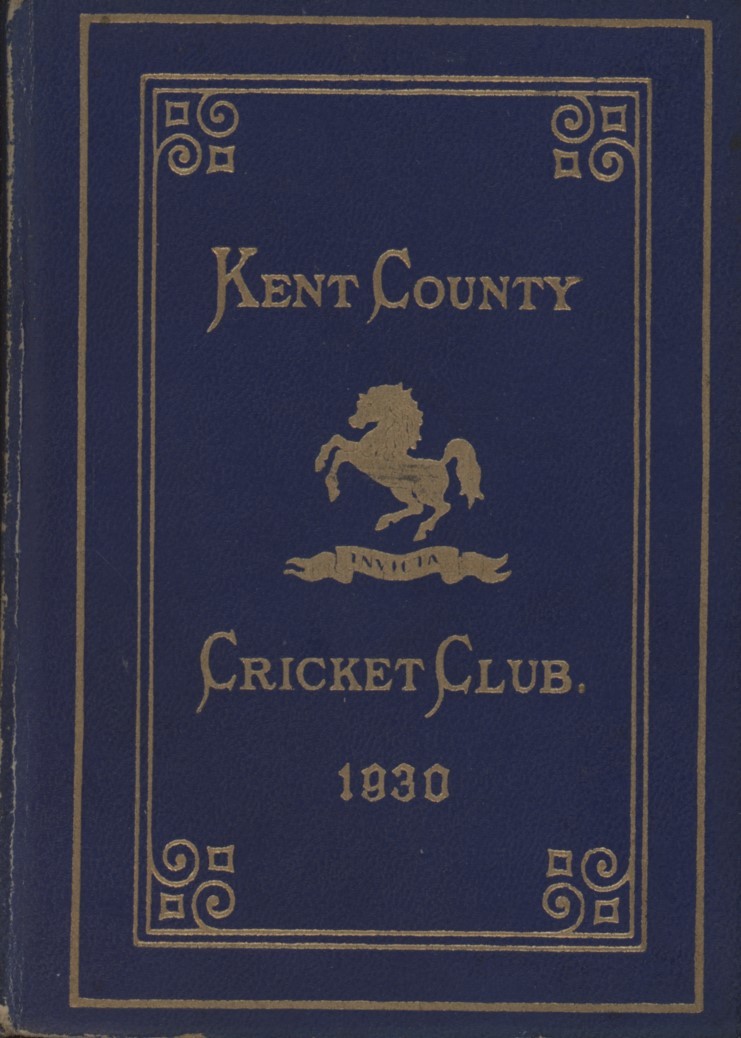 KENT COUNTY
INVICTA
CRICKET CLUB.
1930